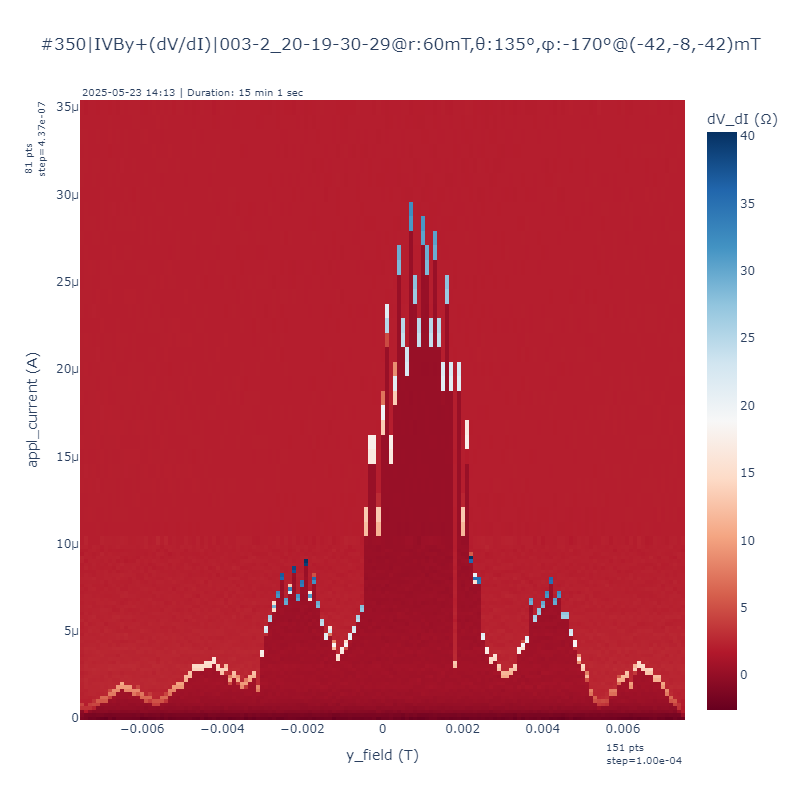 #350|IVBy+(dV/dI)|003-2_20-19-30-29@r:60mT,θ:135°,φ:-170°@(-42,-8,-42)mT
2025-05-23 14:13 | Duration: 15 min 1 sec
81 pts
step=4.37e-07
appl_current (A)
35μ
30μ
25μ
20μ
15μ
10μ
5μ
0
−0.006
−0.004
−0.002
0
0.002
0.004
0.006
y_field (T)
151 pts
step=1.00e-04
dV_dI (Ω)
40
35
30
25
20
15
10
5
0